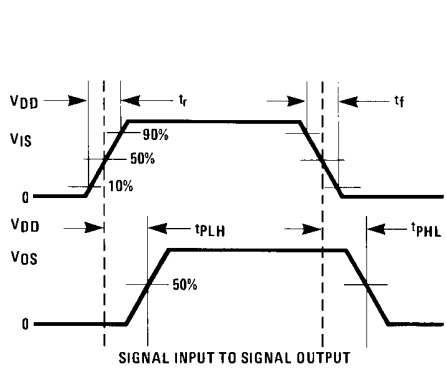 VDD tr tf
VIS 90%
50%
10%
0
VDD tPLH tPHL
VOS
50%
0
SIGNAL INPUT TO SIGNAL OUTPUT